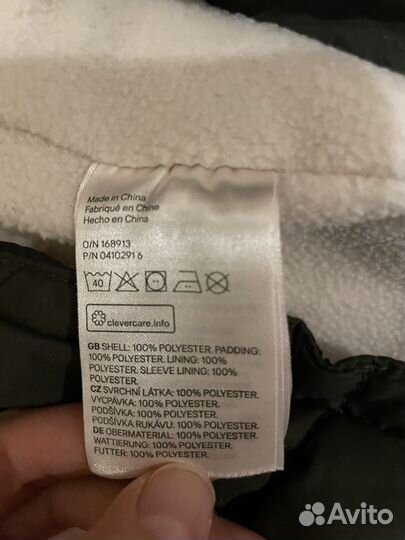 Made in China
Fabriqué en Chine
Hecho en China
O/N 168913
P/N 0410291 6
40
clevercare.info
GB SHELL: 100% POLYESTER. PADDING:
100% POLYESTER. LINING: 100%
POLYESTER. SLEEVE LINING: 100%
POLYESTER.
CZ SVRCHNÍ LÁTKA: 100% POLYESTER.
VYCPÁVKA: 100% POLYESTER.
PODŠÍVKA: 100% POLYESTER.
PODŠÍVKA RUKÁVU: 100% POLYESTER.
DE OBERMATERIAL: 100% POLYESTER.
WATTIERUNG: 100% POLYESTER.
FUTTER: 100% POLYESTER.
Avito